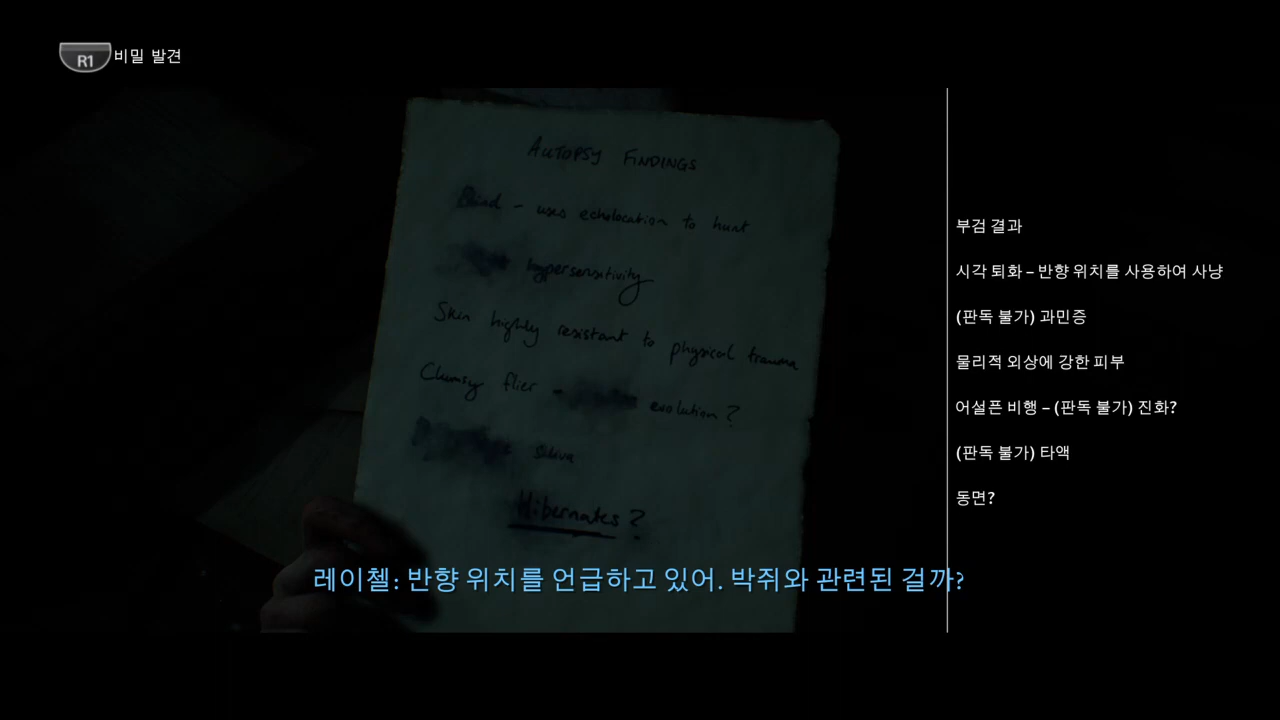 R1 비밀 발견
AUTOPSY FINDINGS
Blind - uses echolocation to hunt
hypersensitivity
Skin highly resistant to physical trauma
Clumsy flier - evolution?
Saliva
Hibernates?
부검 결과
시각 퇴화 – 반향 위치를 사용하여 사냥
(판독 불가) 과민증
물리적 외상에 강한 피부
어설픈 비행 – (판독 불가) 진화?
(판독 불가) 타액
동면?
레이첼: 반향 위치를 언급하고 있어. 박쥐와 관련된 걸까?